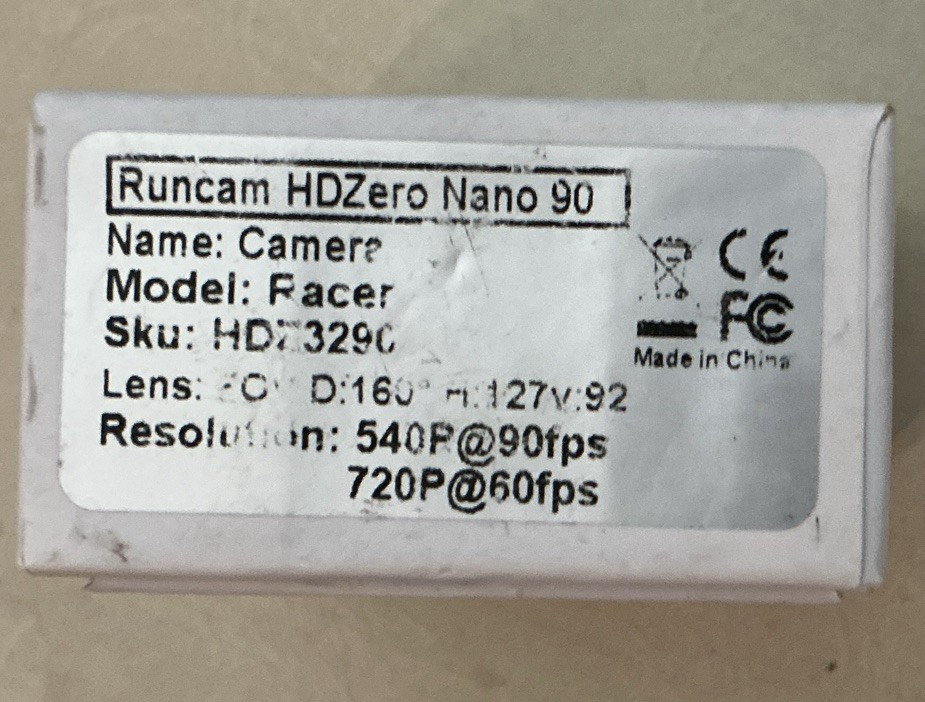 Runcam HDZero Nano 90
Name: Camera
Model: Racer
Sku:
Lens: D:160° H:127v:92
Resolution: 540P@90fps
720P@60fps
CE
FC
Made in China